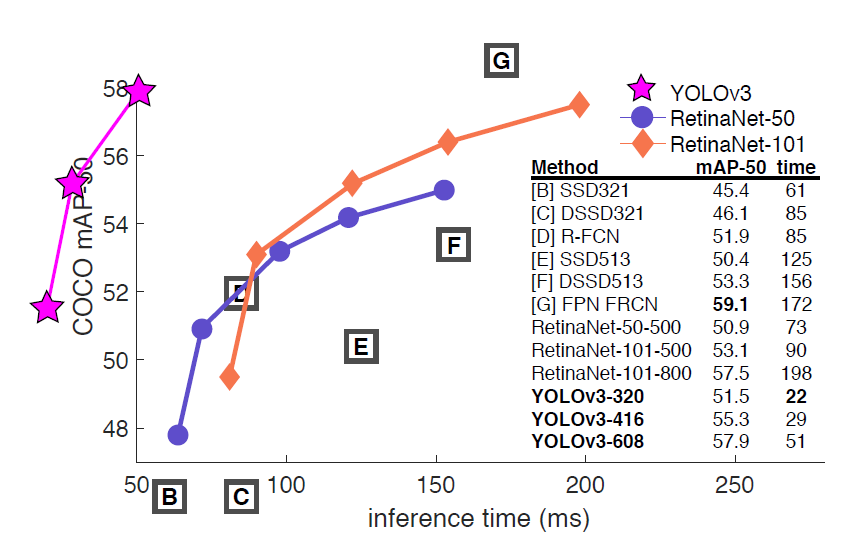 G
58
56
54
52
50
48
COCO mAP-50
D
F
E
B
C
50
100
150
200
250
inference time (ms)
YOLOv3
RetinaNet-50
RetinaNet-101
Method mAP-50 time
[B] SSD321 45.4 61
[C] DSSD321 46.1 85
[D] R-FCN 51.9 85
[E] SSD513 50.4 125
[F] DSSD513 53.3 156
[G] FPN FRCN 59.1 172
RetinaNet-50-500 50.9 73
RetinaNet-101-500 53.1 90
RetinaNet-101-800 57.5 198
YOLOv3-320 51.5 22
YOLOv3-416 55.3 29
YOLOv3-608 57.9 51